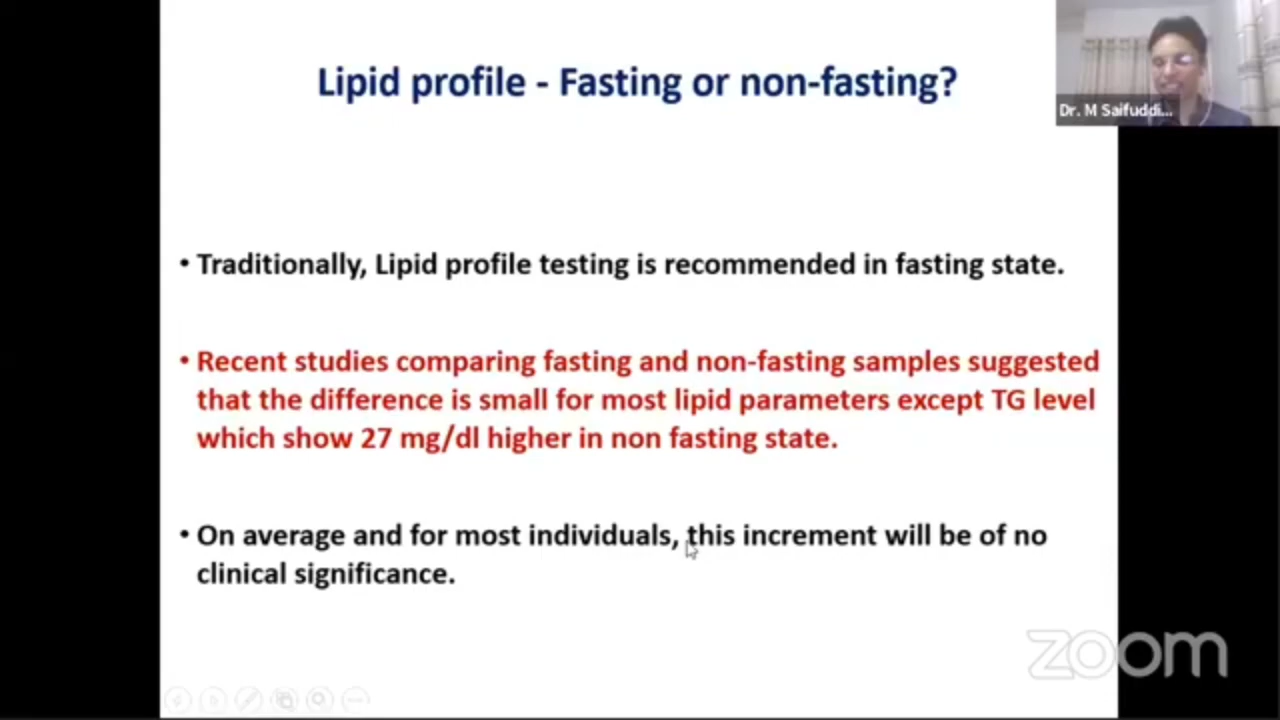 Lipid profile - Fasting or non-fasting?
Dr. M Saifuddi...
• Traditionally, Lipid profile testing is recommended in fasting state.
• Recent studies comparing fasting and non-fasting samples suggested
that the difference is small for most lipid parameters except TG level
which show 27 mg/dl higher in non fasting state.
• On average and for most individuals, this increment will be of no
clinical significance.
zoom